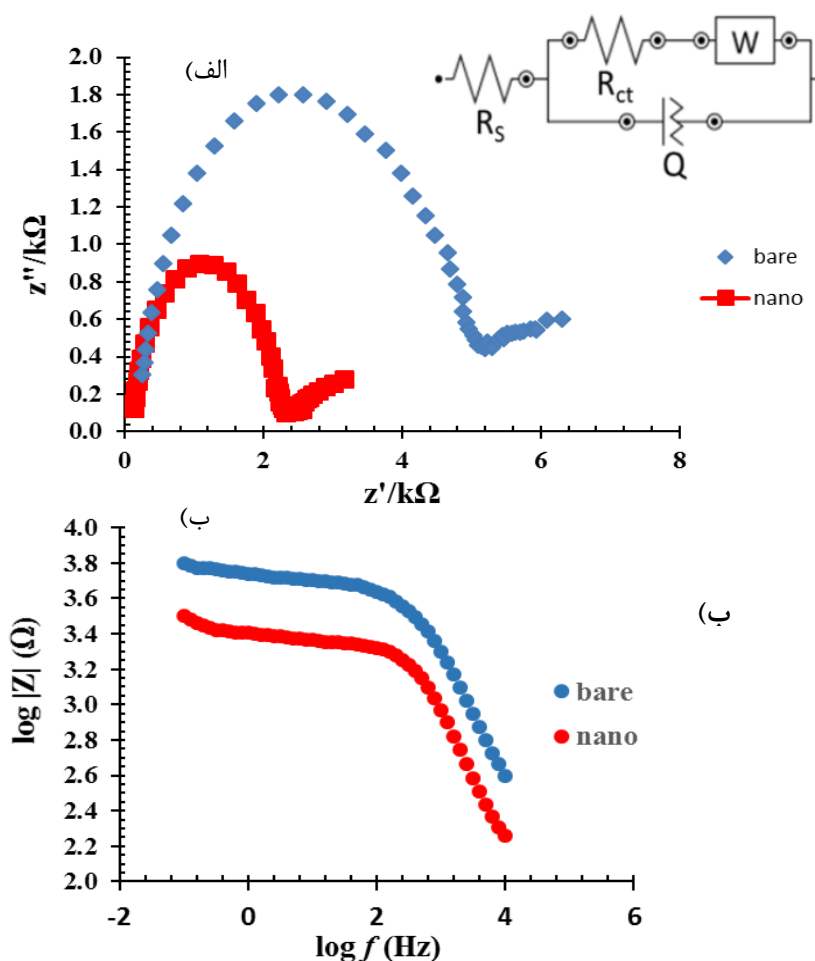 الف)
W
R_ct
R_S
Q
2.0
1.8
1.6
1.4
1.2
1.0
0.8
0.6
0.4
0.2
0.0
z''/kΩ
0 2 4 6 8
z'/kΩ
bare
nano
ب)
4.0
3.8
3.6
3.4
3.2
3.0
2.8
2.6
2.4
2.2
2.0
log |Z| (Ω)
-2 0 2 4 6
log f (Hz)
ب)
bare
nano